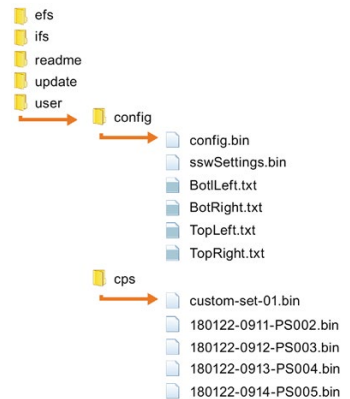 efs
ifs
readme
update
user
config
config.bin
sswSettings.bin
BotlLeft.txt
BotRight.txt
TopLeft.txt
TopRight.txt
cps
custom-set-01.bin
180122-0911-PS002.bin
180122-0912-PS003.bin
180122-0913-PS004.bin
180122-0914-PS005.bin